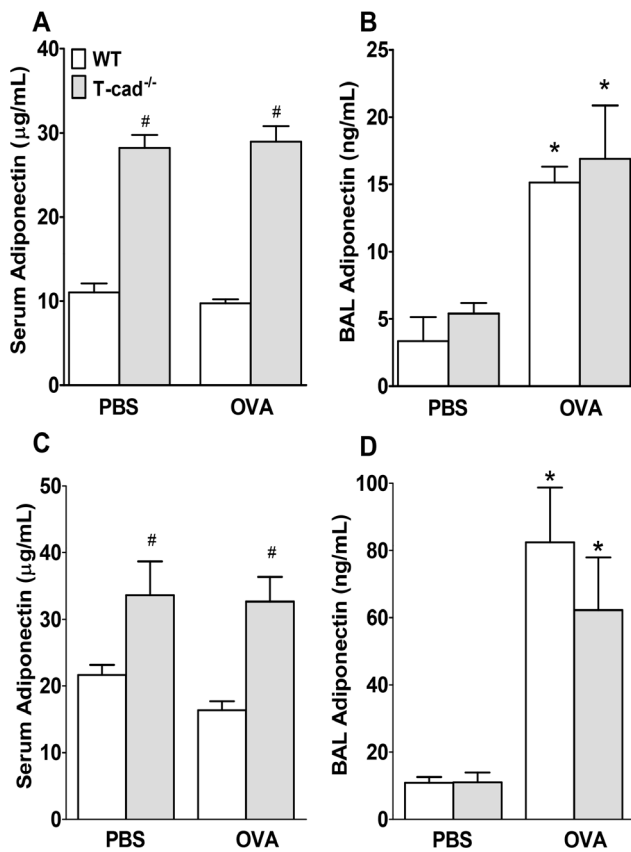 A
WT
T-cad-/-
Serum Adiponectin (μg/mL)
40
30
20
10
0
#
#
PBS
OVA
B
BAL Adiponectin (ng/mL)
25
20
15
10
5
0
*
*
PBS
OVA
C
Serum Adiponectin (μg/mL)
50
40
30
20
10
0
#
#
PBS
OVA
D
BAL Adiponectin (ng/mL)
100
80
60
40
20
0
*
*
PBS
OVA